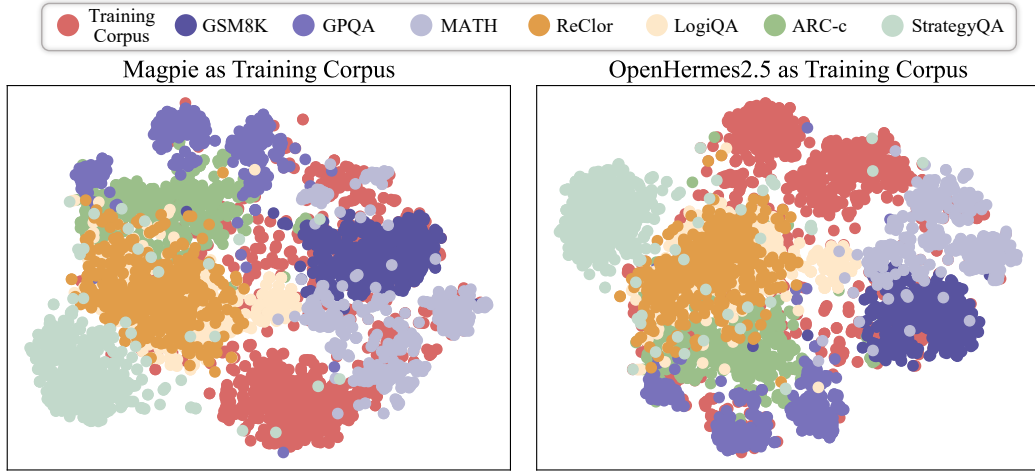 Training Corpus
GSM8K
GPQA
MATH
ReClor
LogiQA
ARC-c
StrategyQA
Magpie as Training Corpus
OpenHermes2.5 as Training Corpus